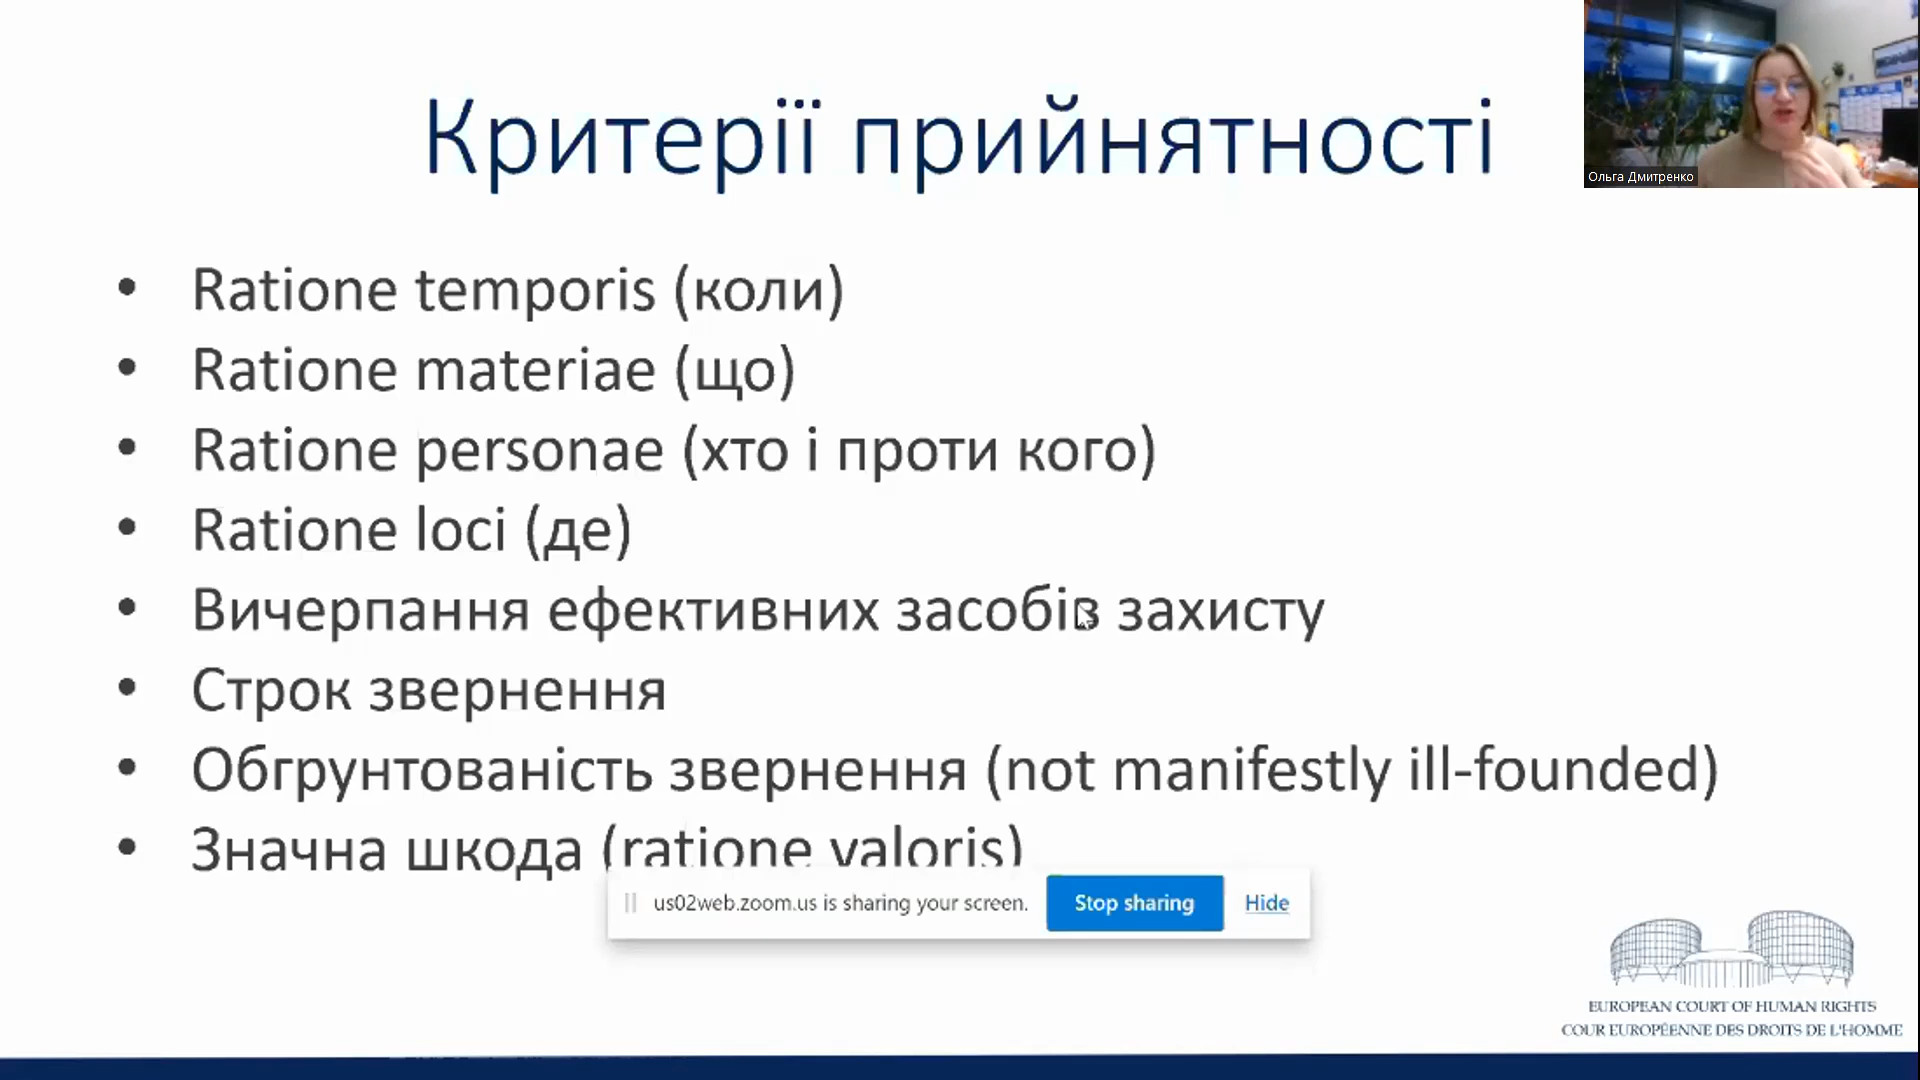 Критерії прийнятності
Ольга Дмитренко
• Ratione temporis (коли)
• Ratione materiae (що)
• Ratione personae (хто і проти кого)
• Ratione loci (де)
• Вичерпання ефективних засобів захисту
• Строк звернення
• Обгрунтованість звернення (not manifestly ill-founded)
• Значна шкода (ratione valoris)
us02web.zoom.us is sharing your screen. Stop sharing Hide
EUROPEAN COURT OF HUMAN RIGHTS
COUR EUROPÉENNE DES DROITS DE L'HOMME